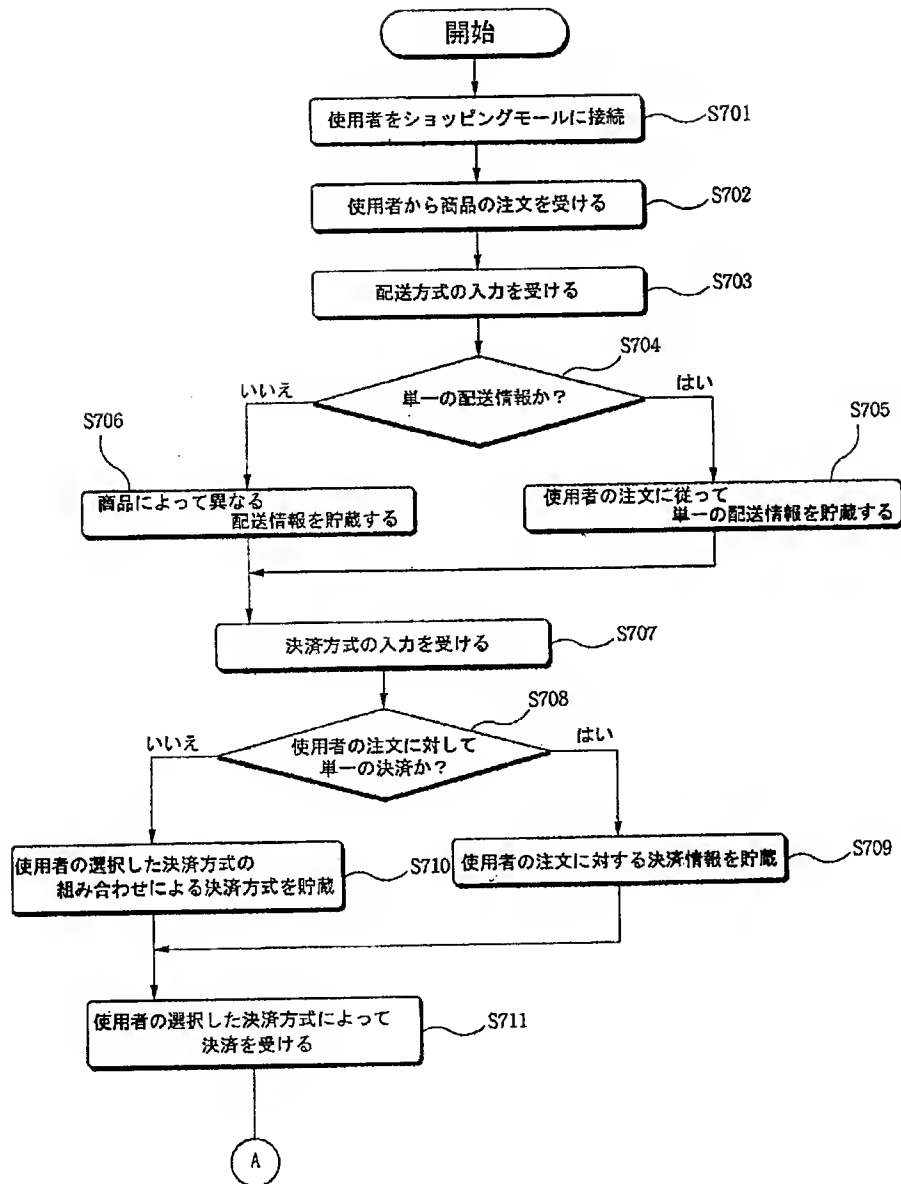 開始
使用者をショッピングモールに接続
S701
使用者から商品の注文を受ける
S702
配送方式の入力を受ける
S703
S704
単一の配送情報か？
いいえ
はい
S706
S705
商品によって異なる
配送情報を貯蔵する
使用者の注文に従って
単一の配送情報を貯蔵する
決済方式の入力を受ける
S707
S708
いいえ
使用者の注文に対して
単一の決済か？
はい
使用者の選択した決済方式の
組み合わせによる決済方式を貯蔵
S710
使用者の注文に対する決済情報を貯蔵
S709
使用者の選択した決済方式によって
決済を受ける
S711
A